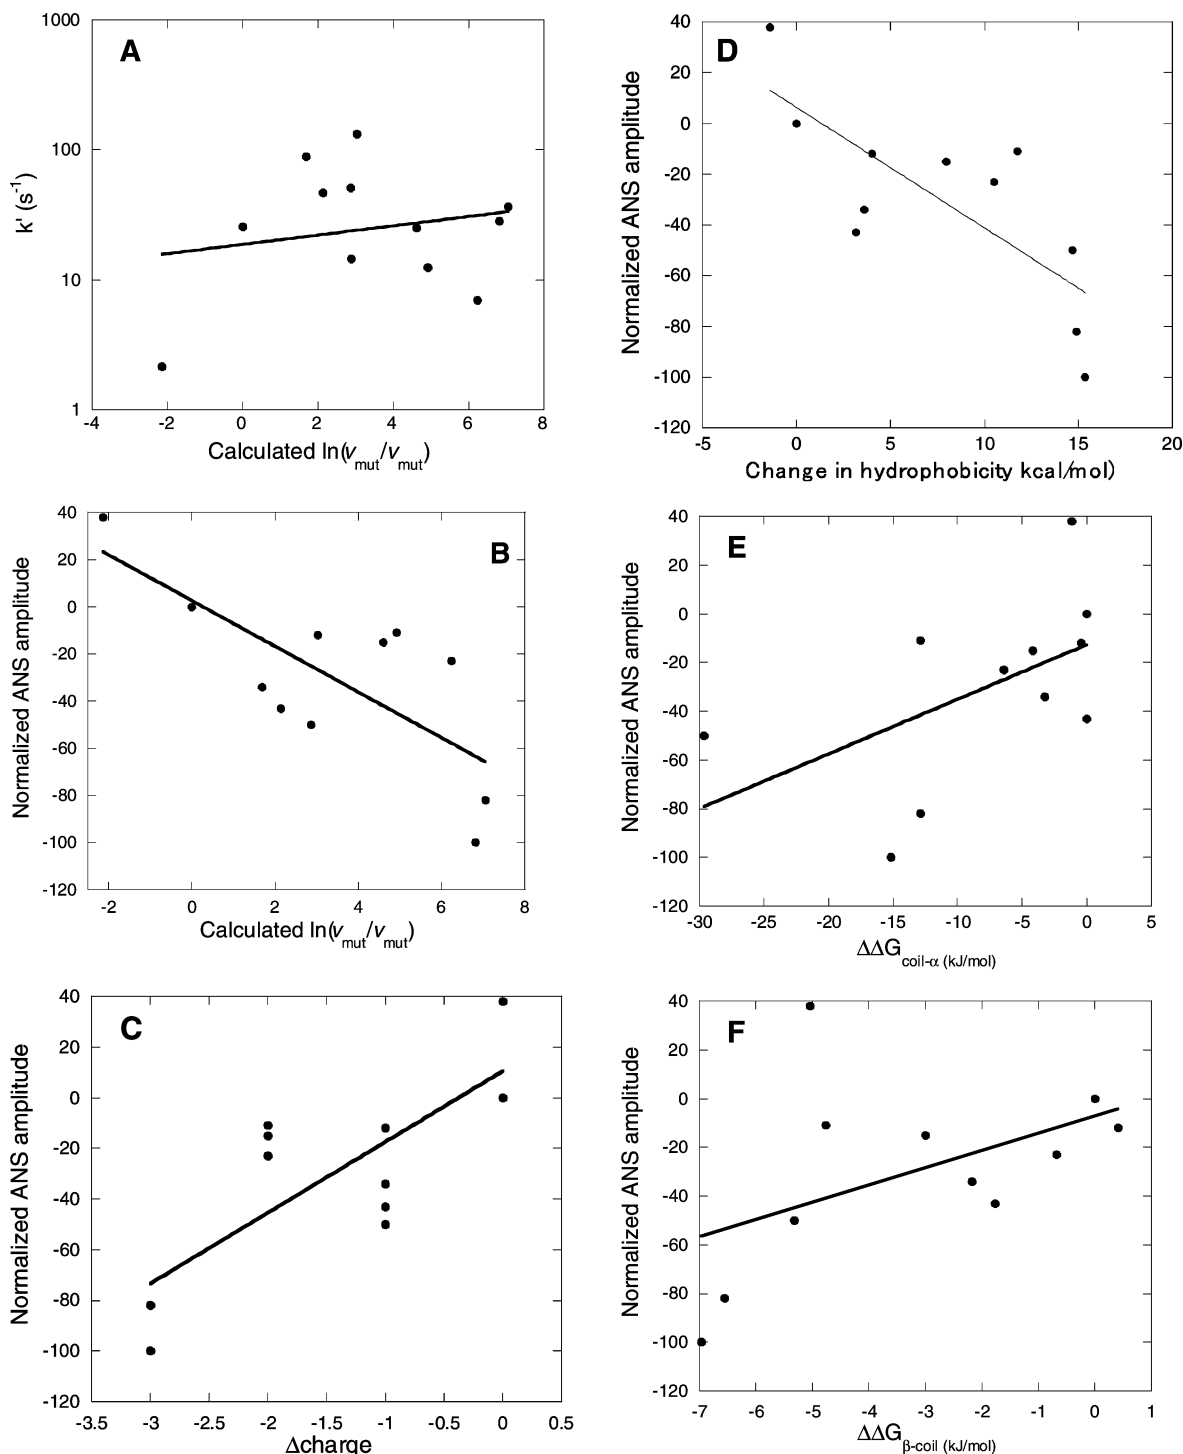 A
1000
100
10
1
k' (s-1)
-4 -2 0 2 4 6 8
Calculated ln(vmut/vmut)
D
40
20
0
-20
-40
-60
-80
-100
-120
Normalized ANS amplitude
-5 0 5 10 15 20
Change in hydrophobicity kcal/mol)
B
40
20
0
-20
-40
-60
-80
-100
-120
Normalized ANS amplitude
-2 0 2 4 6 8
Calculated ln(vmut/vmut)
E
40
20
0
-20
-40
-60
-80
-100
-120
Normalized ANS amplitude
-30 -25 -20 -15 -10 -5 0 5
ΔΔGcoil-α (kJ/mol)
C
40
20
0
-20
-40
-60
-80
-100
-120
Normalized ANS amplitude
-3.5 -3 -2.5 -2 -1.5 -1 -0.5 0 0.5
Δcharge
F
40
20
0
-20
-40
-60
-80
-100
-120
Normalized ANS amplitude
-7 -6 -5 -4 -3 -2 -1 0 1
ΔΔGβ-coil (kJ/mol)